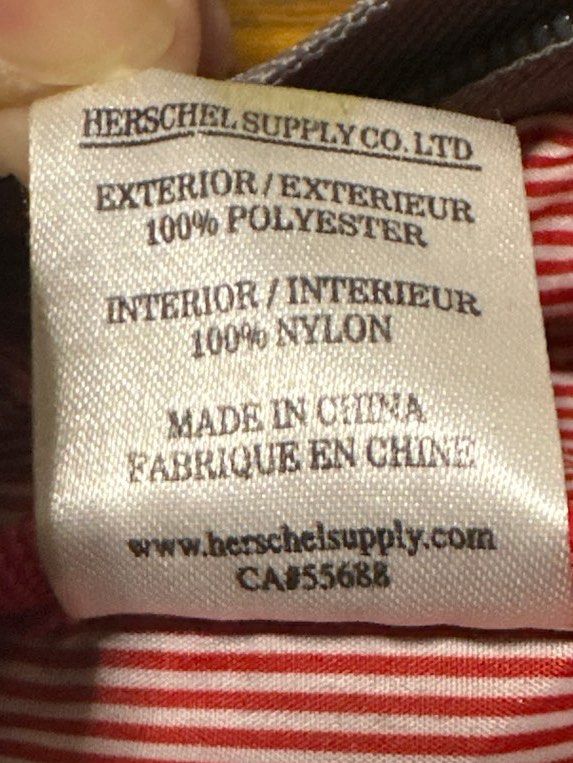 HERSCHEL SUPPLY CO. LTD
EXTERIOR / EXTERIEUR
100% POLYESTER
INTERIOR / INTERIEUR
100% NYLON
MADE IN CHINA
FABRIQUE EN CHINE
www.herschelsupply.com
CA#55688